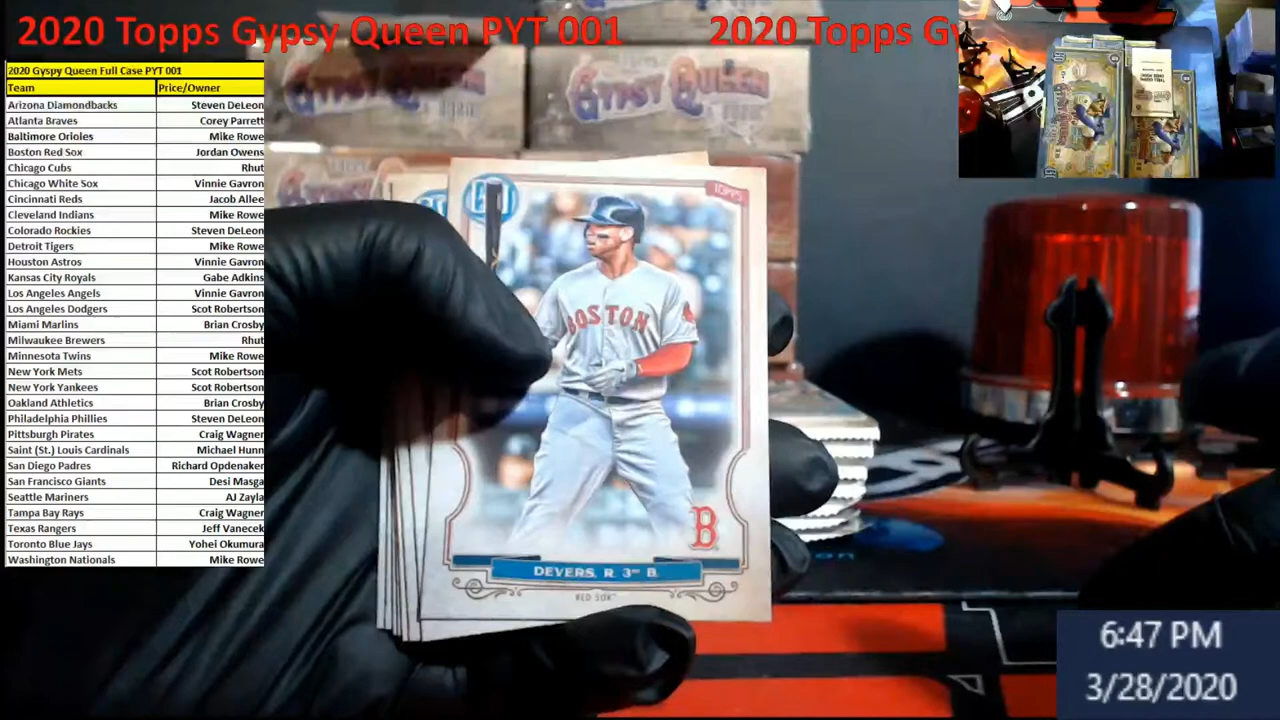 2020 Topps Gypsy Queen PYT 001 2020 Topps Gy
2020 Gyspy Queen Full Case PYT 001
Team Price/Owner
Arizona Diamondbacks Steven DeLeon
Atlanta Braves Corey Parrett
Baltimore Orioles Mike Rowe
Boston Red Sox Jordan Owens
Chicago Cubs Rhut
Chicago White Sox Vinnie Gavron
Cincinnati Reds Jacob Allee
Cleveland Indians Mike Rowe
Colorado Rockies Steven DeLeon
Detroit Tigers Mike Rowe
Houston Astros Vinnie Gavron
Kansas City Royals Gabe Adkins
Los Angeles Angels Vinnie Gavron
Los Angeles Dodgers Scot Robertson
Miami Marlins Brian Crosby
Milwaukee Brewers Rhut
Minnesota Twins Mike Rowe
New York Mets Scot Robertson
New York Yankees Scot Robertson
Oakland Athletics Brian Crosby
Philadelphia Phillies Steven DeLeon
Pittsburgh Pirates Craig Wagner
Saint (St.) Louis Cardinals Michael Hunn
San Diego Padres Richard Opdenaker
San Francisco Giants Desi Masga
Seattle Mariners AJ Zayla
Tampa Bay Rays Craig Wagner
Texas Rangers Jeff Vanecek
Toronto Blue Jays Yohei Okumura
Washington Nationals Mike Rowe
Gypsy Queen
Gypsy Queen
TOPPS
BOSTON
B
DEVERS, R. 3RD B.
RED SOX
6:47 PM
3/28/2020